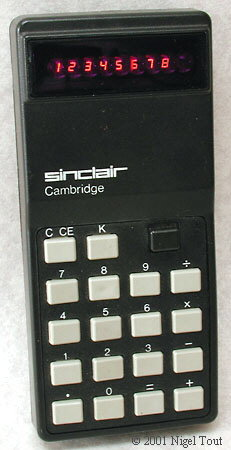 12345678
sinclair
Cambridge
C CE K
7 8 9 ÷
4 5 6 ×
1 2 3 −
. 0 = +
© 2001 Nigel Tout